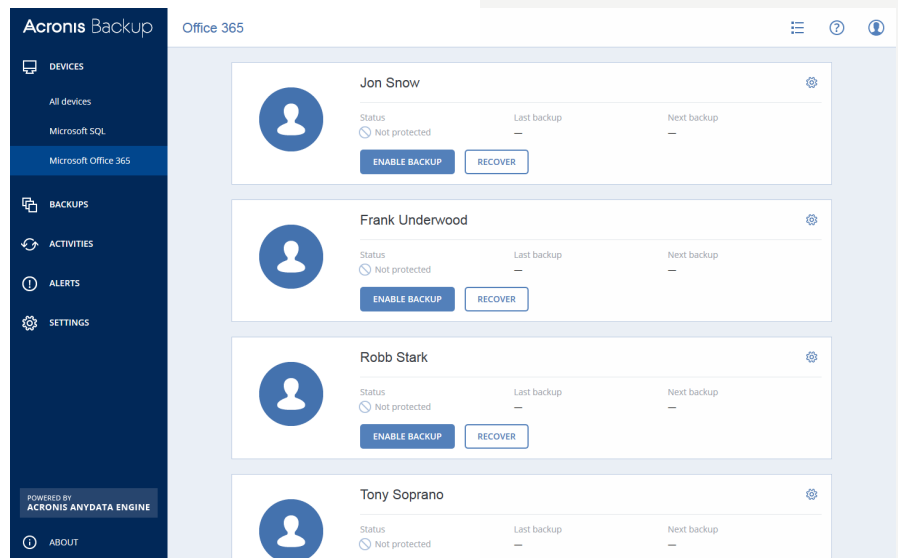 Acronis Backup
Office 365
DEVICES
All devices
Microsoft SQL
Microsoft Office 365
BACKUPS
ACTIVITIES
ALERTS
SETTINGS
POWERED BY
ACRONIS ANYDATA ENGINE
ABOUT
Jon Snow
Status Last backup Next backup
Not protected — —
ENABLE BACKUP RECOVER
Frank Underwood
Status Last backup Next backup
Not protected — —
ENABLE BACKUP RECOVER
Robb Stark
Status Last backup Next backup
Not protected — —
ENABLE BACKUP RECOVER
Tony Soprano
Status Last backup Next backup
Not protected — —